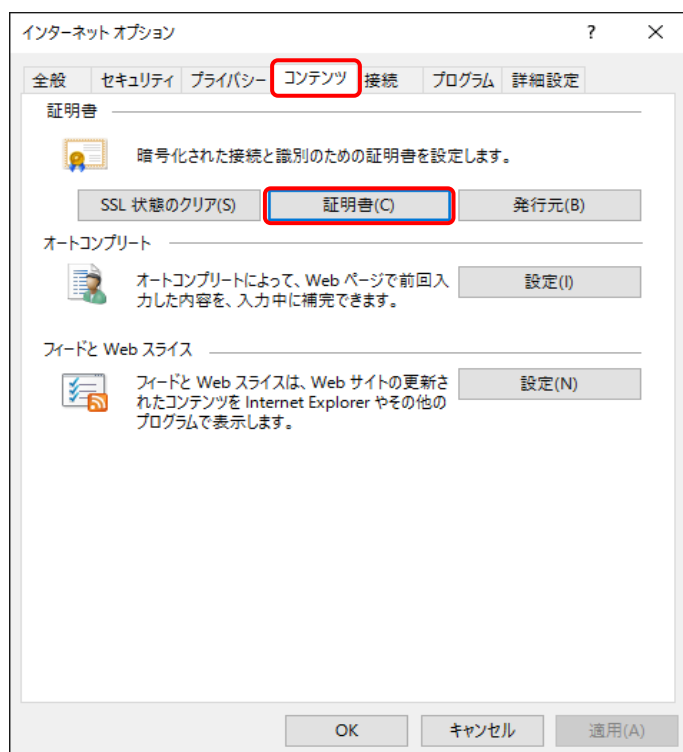 インターネット オプション ? ×
全般 セキュリティ プライバシー コンテンツ 接続 プログラム 詳細設定
証明書
暗号化された接続と識別のための証明書を設定します。
SSL 状態のクリア(S) 証明書(C) 発行元(B)
オートコンプリート
オートコンプリートによって、Web ページで前回入
力した内容を、入力中に補完できます。
設定(I)
フィードと Web スライス
フィードと Web スライスは、Web サイトの更新さ
れたコンテンツを Internet Explorer やその他の
プログラムで表示します。
設定(N)
OK キャンセル 適用(A)